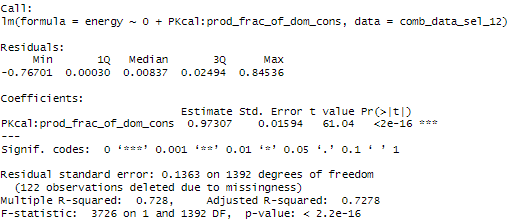 Call:
lm(formula = energy ~ 0 + PKcal:prod_frac_of_dom_cons, data = comb_data_sel_12)
Residuals:
Min 1Q Median 3Q Max
-0.76701 0.00030 0.00837 0.02494 0.84536
Coefficients:
Estimate Std. Error t value Pr(>|t|)
PKcal:prod_frac_of_dom_cons 0.97307 0.01594 61.04 <2e-16 ***
---
Signif. codes: 0 ‘***’ 0.001 ‘**’ 0.01 ‘*’ 0.05 ‘.’ 0.1 ‘ ’ 1
Residual standard error: 0.1363 on 1392 degrees of freedom
(122 observations deleted due to missingness)
Multiple R-squared: 0.728, Adjusted R-squared: 0.7278
F-statistic: 3726 on 1 and 1392 DF, p-value: < 2.2e-16